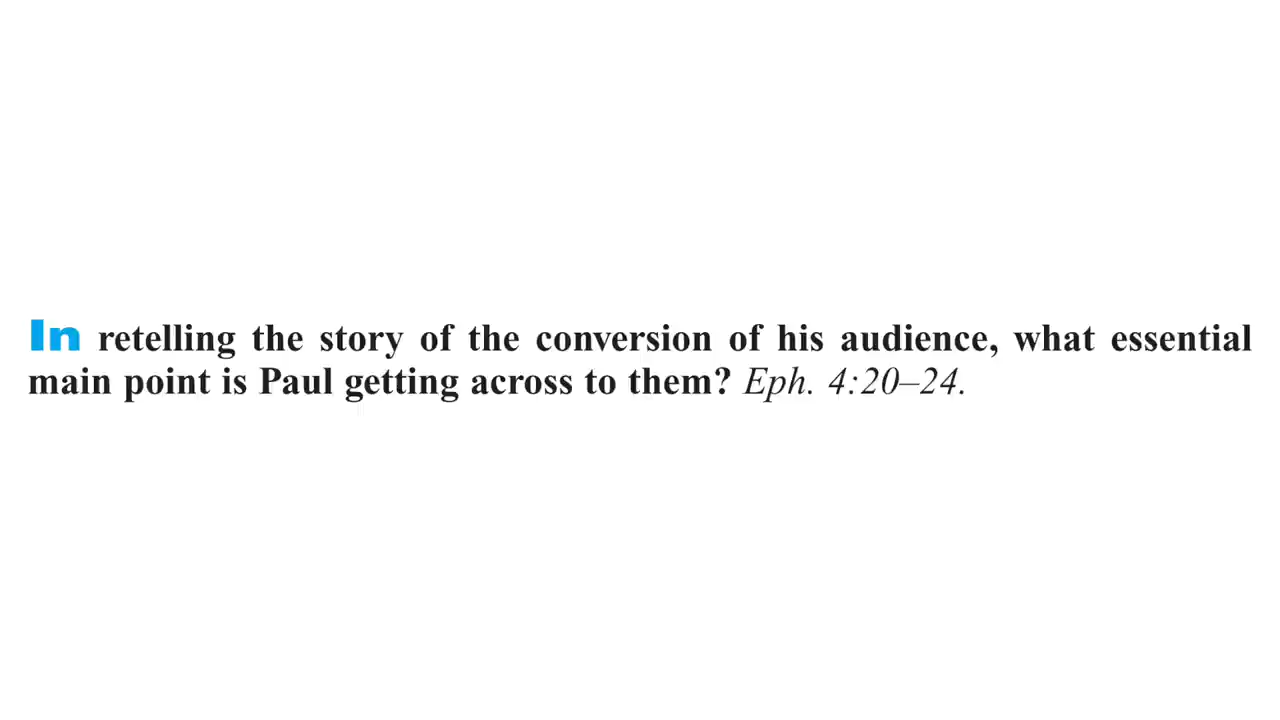 In retelling the story of the conversion of his audience, what essential
main point is Paul getting across to them? Eph. 4:20–24.